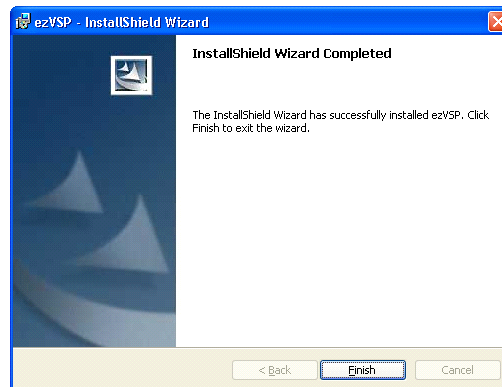 ezVSP - InstallShield Wizard
InstallShield Wizard Completed
The InstallShield Wizard has successfully installed ezVSP. Click
Finish to exit the wizard.
< Back Finish Cancel